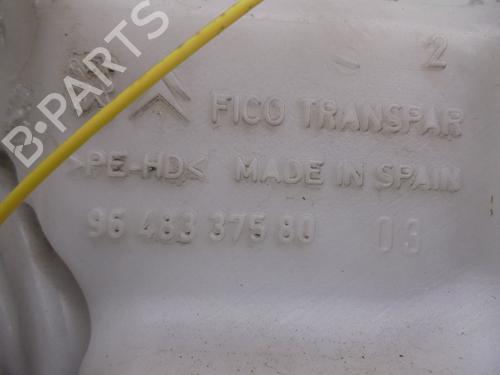 2
FICO TRANSPAR
>PE-HD< MADE IN SPAIN
96 483 375 80 03
B-PARTS